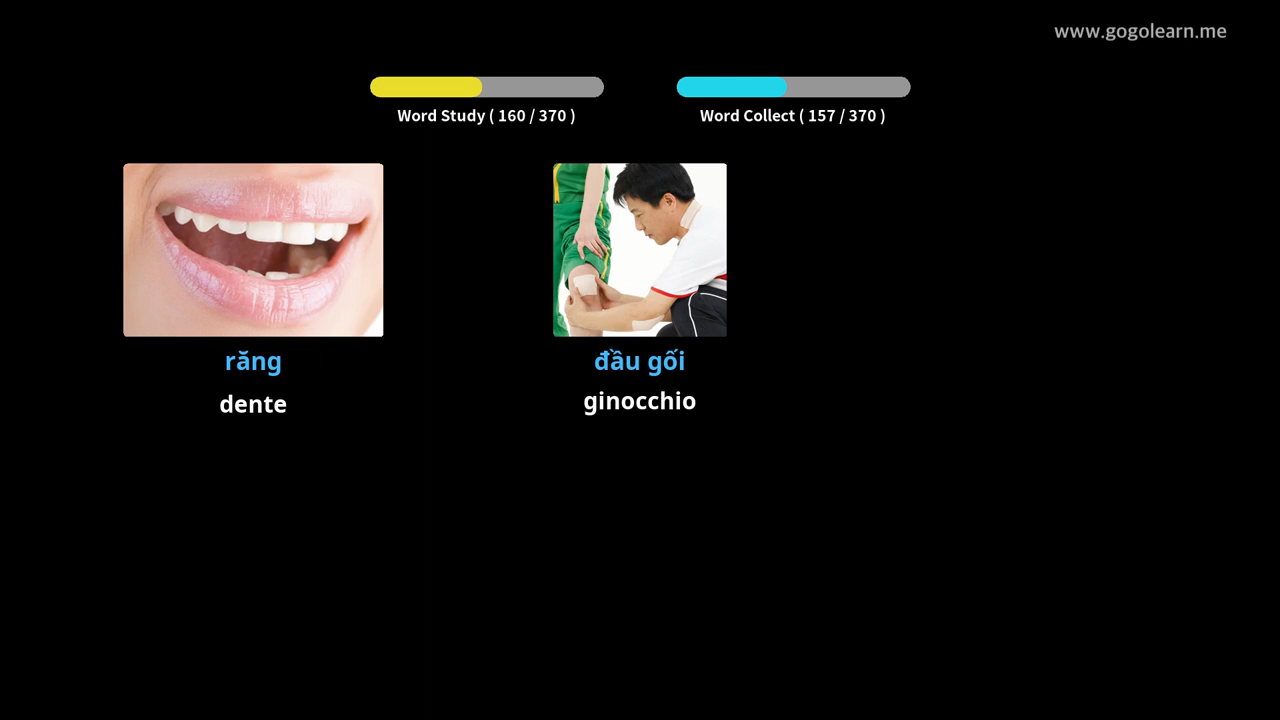 www.gogolearn.me
Word Study ( 160 / 370 )
Word Collect ( 157 / 370 )
răng
dente
đầu gối
ginocchio